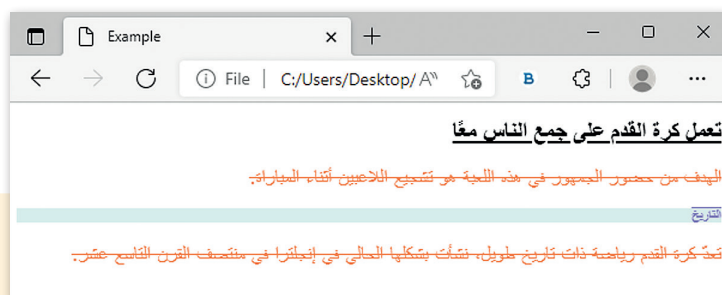 Example
File C:/Users/Desktop/
تعمل كرة القدم على جمع الناس معًا
الهدف من حضور الجمهور في هذه اللعبة هو تشجيع اللاعبين أثناء المباراة.
التاريخ
تعدّ كرة القدم رياضة ذات تاريخ طويل، نشأت بشكلها الحالي في إنجلترا في منتصف القرن التاسع عشر.